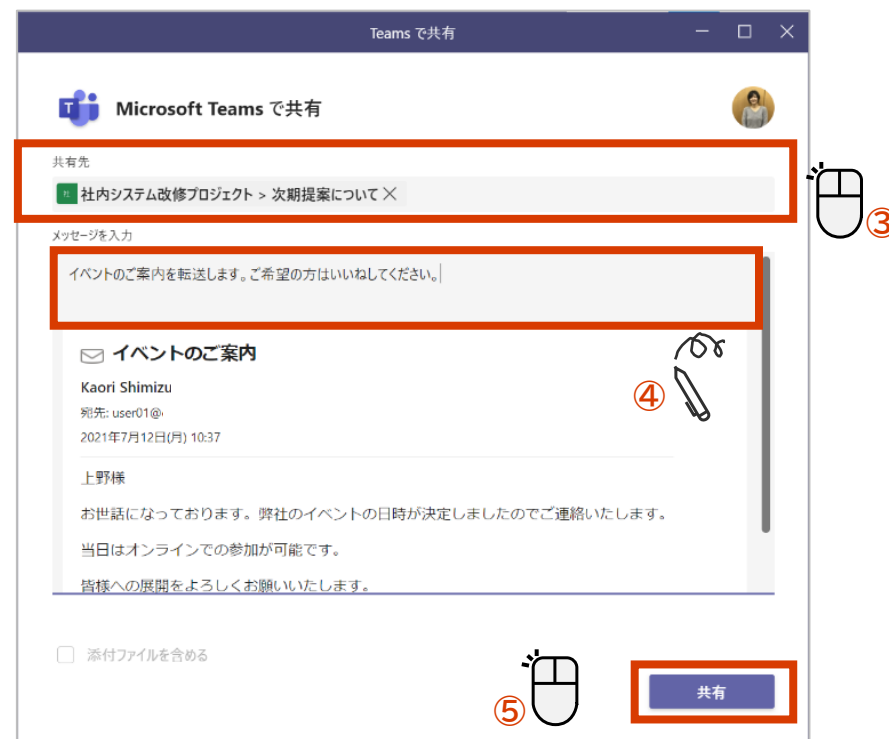 Teams で共有
Microsoft Teams で共有
共有先
社内システム改修プロジェクト > 次期提案について
③
メッセージを入力
イベントのご案内を転送します。ご希望の方はいいねしてください。
イベントのご案内
Kaori Shimizu
宛先: user01@
④
2021年7月12日(月) 10:37
上野様
お世話になっております。弊社のイベントの日時が決定しましたのでご連絡いたします。
当日はオンラインでの参加が可能です。
皆様への展開をよろしくお願いいたします。
添付ファイルを含める
⑤
共有